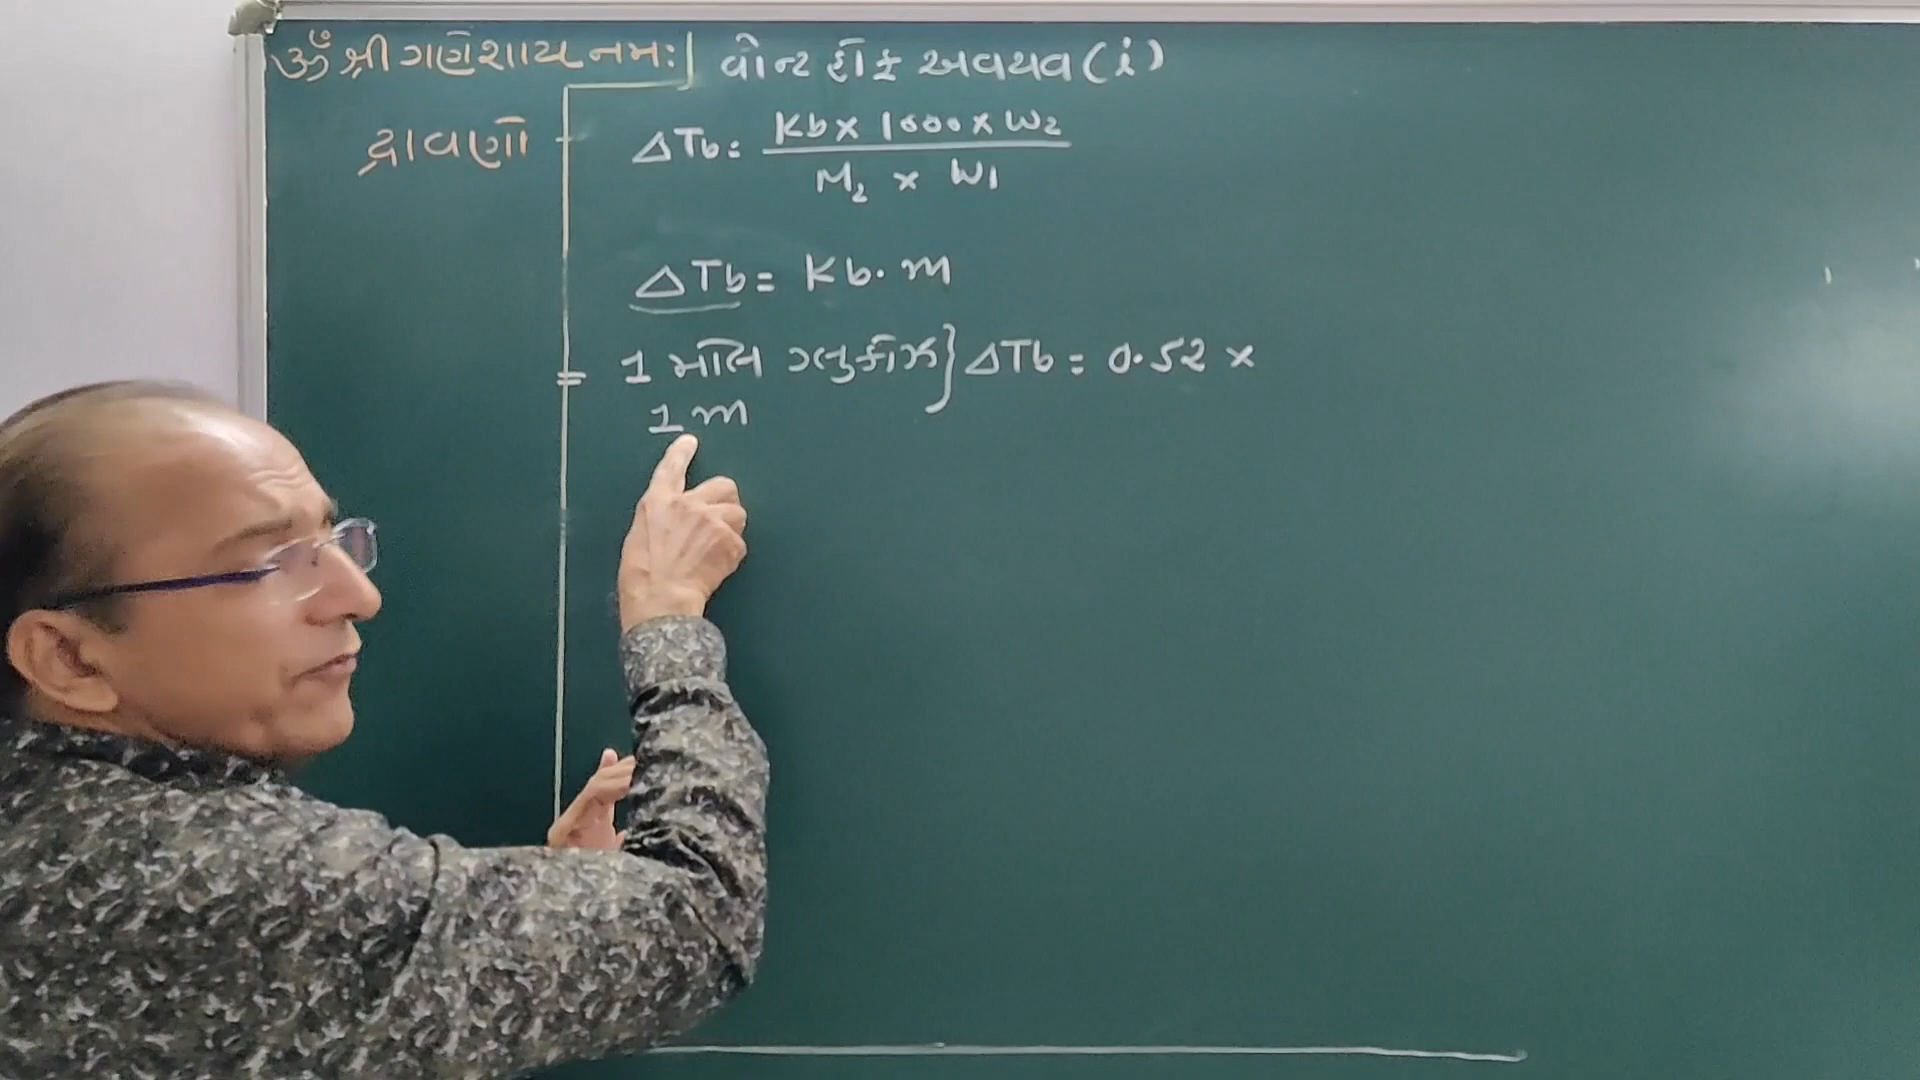 ૐ શ્રી ગણેશાય નમઃ|
દ્રાવણો
વોન્ટ હોફ અવયવ (i)
ΔTb = Kb x 1000 x W2
M2 x W1
ΔTb = Kb. m
= 1 મોલ ગ્લુકોઝ } ΔTb = 0.52 x
1 m